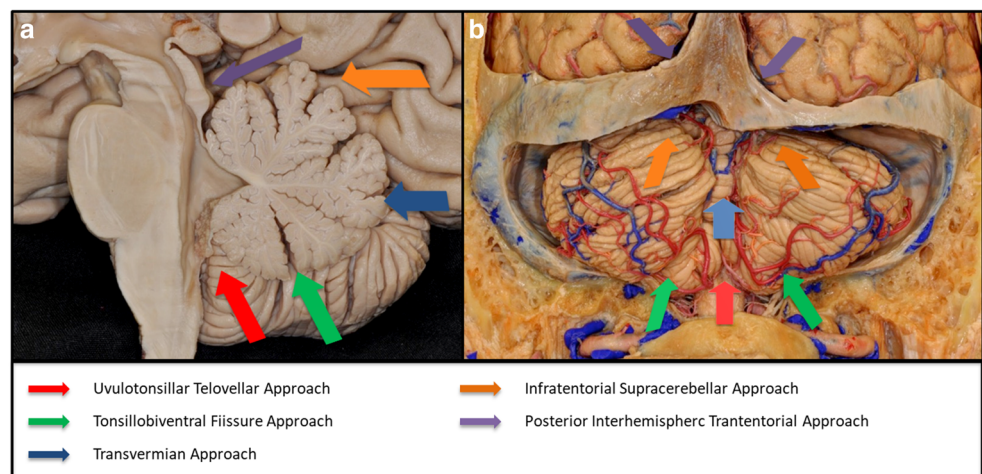 a
b
Uvulotonsillar Telovellar Approach
Infratentorial Supracerebellar Approach
Tonsillobiventral Fiissure Approach
Posterior Interhemispherc Trantentorial Approach
Transvermian Approach